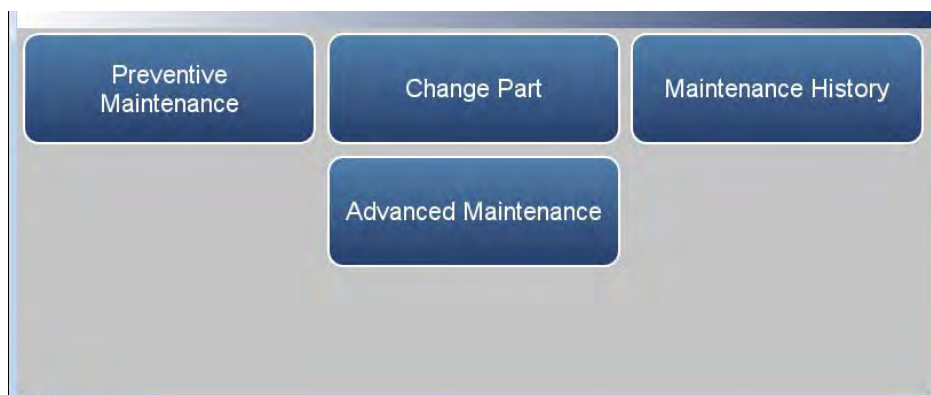 Preventive
Maintenance
Change Part
Maintenance History
Advanced Maintenance